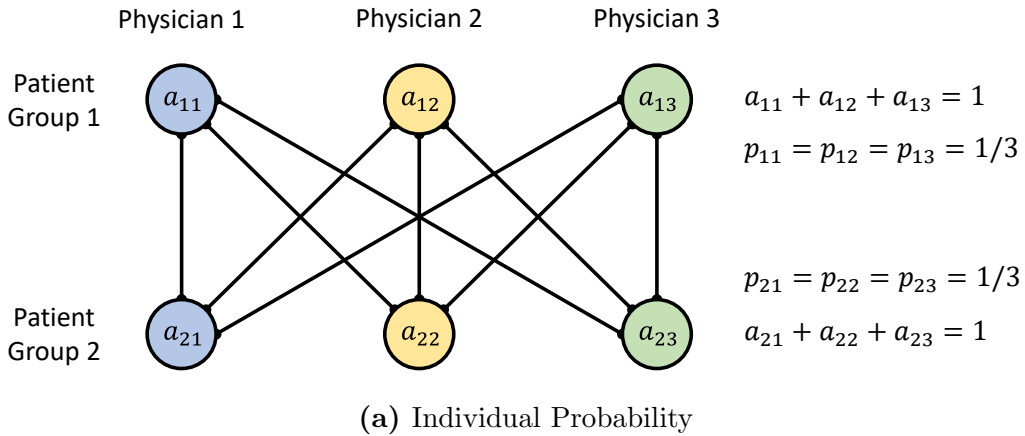 Physician 1 Physician 2 Physician 3
Patient
Group 1
a₁₁ a₁₂ a₁₃
a₁₁ + a₁₂ + a₁₃ = 1
p₁₁ = p₁₂ = p₁₃ = 1/3
p₂₁ = p₂₂ = p₂₃ = 1/3
Patient
Group 2
a₂₁ a₂₂ a₂₃
a₂₁ + a₂₂ + a₂₃ = 1
(a) Individual Probability